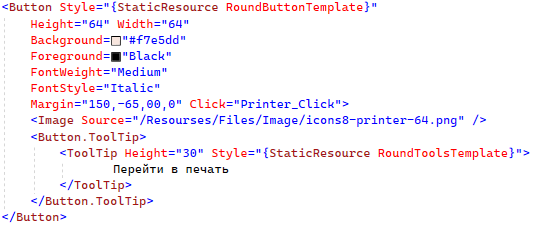 <Button Style="{StaticResource RoundButtonTemplate}"
Height="64" Width="64"
Background="#f7e5dd"
Foreground="Black"
FontWeight="Medium"
FontStyle="Italic"
Margin="150,-65,00,0" Click="Printer_Click">
<Image Source="/Resourses/Files/Image/icons8-printer-64.png" />
<Button.ToolTip>
<ToolTip Height="30" Style="{StaticResource RoundToolsTemplate}">
Перейти в печать
</ToolTip>
</Button.ToolTip>
</Button>